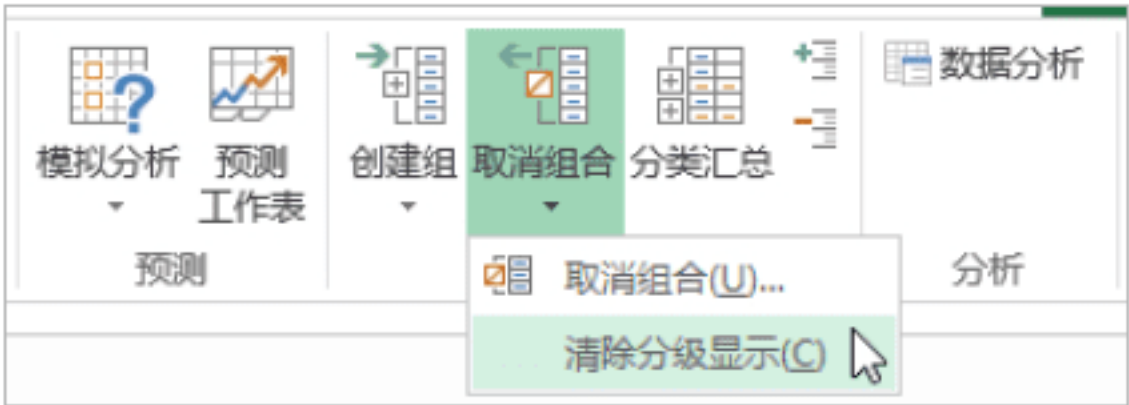 数据分析
模拟分析
预测
工作表
创建组
取消组合
分类汇总
预测
分析
取消组合(U)...
清除分级显示(C)